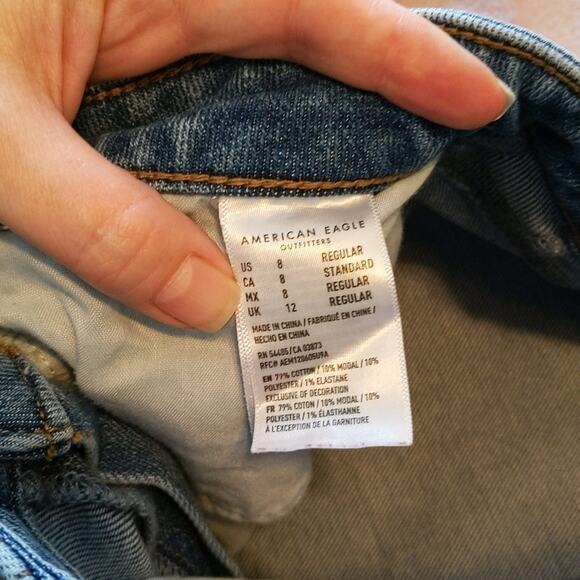 AMERICAN EAGLE
OUTFITTERS
US 8 REGULAR
CA 8 STANDARD
MX 8 REGULAR
UK 12 REGULAR
MADE IN CHINA / FABRIQUÉ EN CHINE /
HECHO EN CHINA
RN 54485/CA 03873
RFC# AEM120605U9A
EN 79% COTTON / 10% MODAL / 10%
POLYESTER / 1% ELASTANE
EXCLUSIVE OF DECORATION
FR 79% COTON / 10% MODAL / 10%
POLYESTER / 1% ÉLASTHANNE
À L'EXCEPTION DE LA GARNITURE